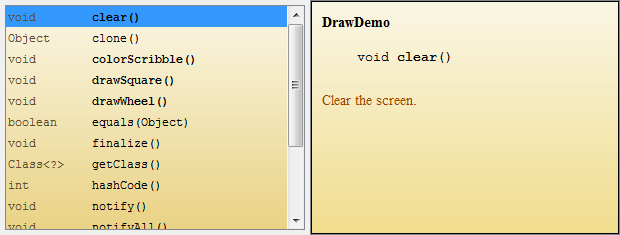 void clear()
Object clone()
void colorScribble()
void drawSquare()
void drawWheel()
boolean equals(Object)
void finalize()
Class<?> getClass()
int hashCode()
void notify()
void notifyAll()
DrawDemo
void clear()
Clear the screen.